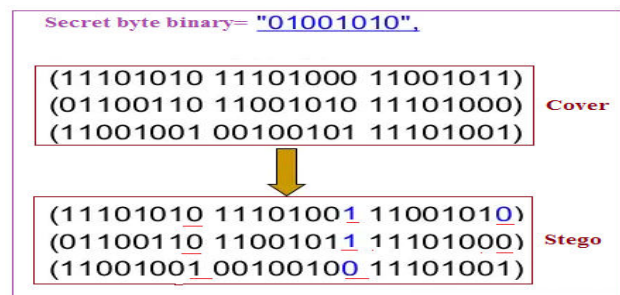 Secret byte binary= "01001010",
(11101010 11101000 11001011)
(01100110 11001010 11101000)
(11001001 00100101 11101001)
Cover
(11101010 11101001 11001010)
(01100110 11001011 11101000)
(11001001 00100100 11101001)
Stego